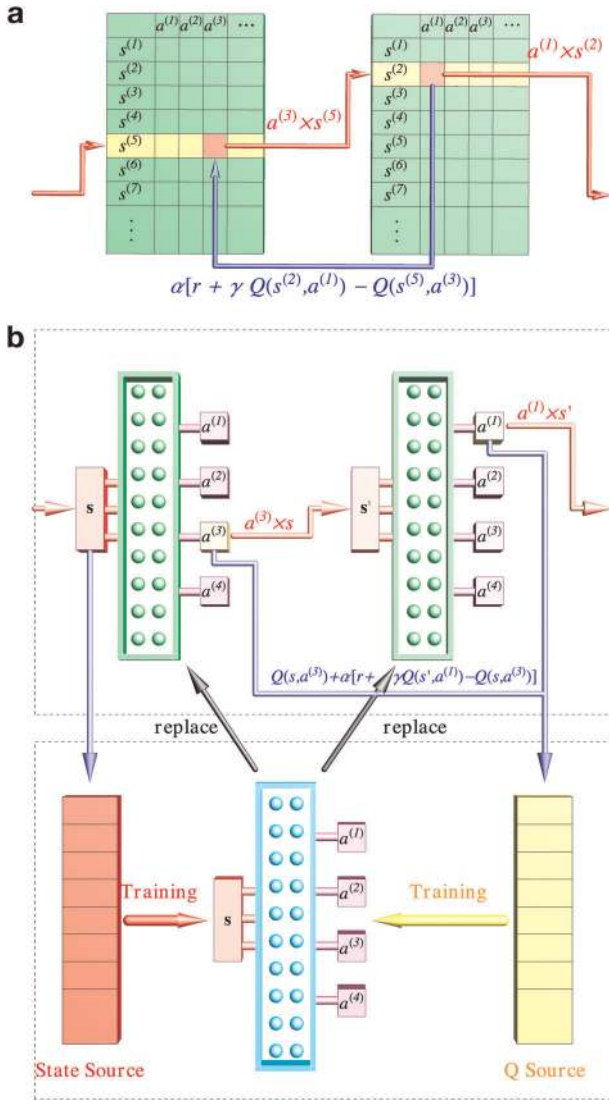 a
a⁽¹⁾ a⁽²⁾ a⁽³⁾ ⋯
s⁽¹⁾
s⁽²⁾
s⁽³⁾
s⁽⁴⁾
s⁽⁵⁾
s⁽⁶⁾
s⁽⁷⁾
⋮
a⁽³⁾×s⁽⁵⁾
a⁽¹⁾ a⁽²⁾ a⁽³⁾ ⋯
s⁽¹⁾
s⁽²⁾
s⁽³⁾
s⁽⁴⁾
s⁽⁵⁾
s⁽⁶⁾
s⁽⁷⁾
⋮
a⁽¹⁾×s⁽²⁾
α[r + γ Q(s⁽²⁾,a⁽¹⁾) − Q(s⁽⁵⁾,a⁽³⁾)]
b
s
a⁽¹⁾
a⁽²⁾
a⁽³⁾
a⁽⁴⁾
a⁽³⁾×s
s'
a⁽¹⁾
a⁽²⁾
a⁽³⁾
a⁽⁴⁾
a⁽¹⁾×s'
Q(s,a⁽³⁾)+α[r+ γQ(s',a⁽¹⁾)−Q(s,a⁽³⁾)]
replace
replace
Training
s
a⁽¹⁾
a⁽²⁾
a⁽³⁾
a⁽⁴⁾
Training
State Source
Q Source